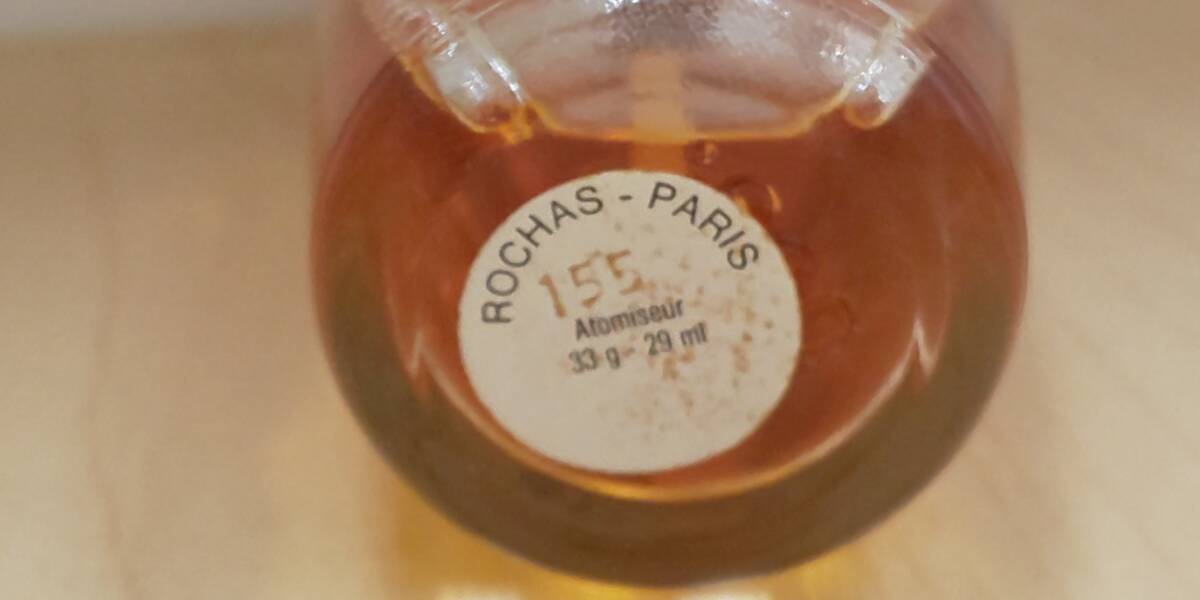 ROCHAS - PARIS
155
Atomiseur
33 g - 29 ml